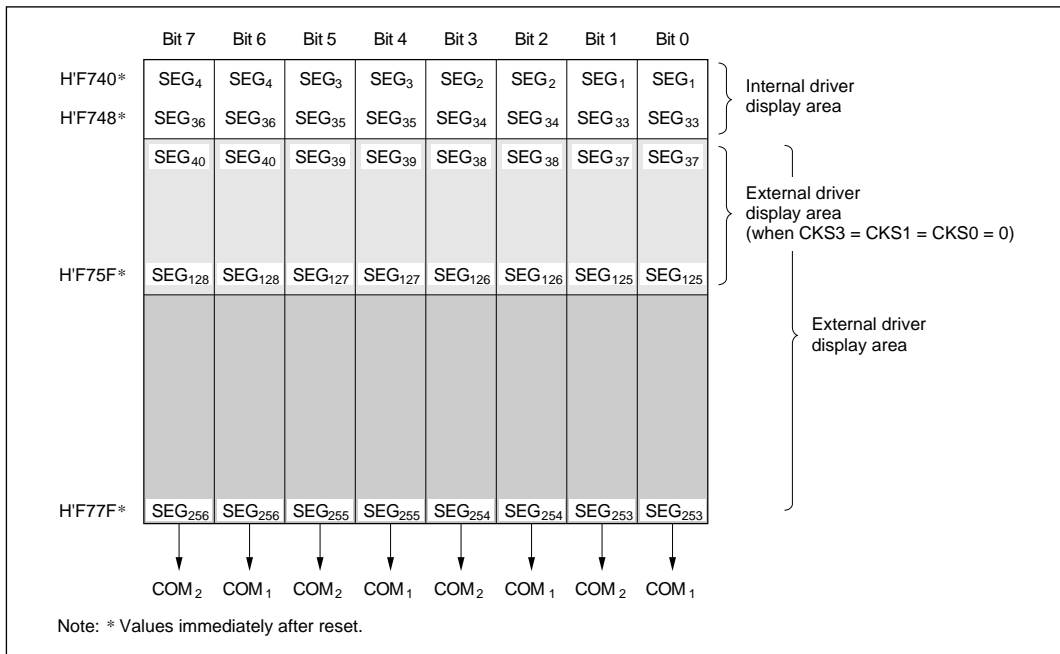 Bit 7 Bit 6 Bit 5 Bit 4 Bit 3 Bit 2 Bit 1 Bit 0
H'F740* SEG4 SEG4 SEG3 SEG3 SEG2 SEG2 SEG1 SEG1
Internal driver
display area
H'F748* SEG36 SEG36 SEG35 SEG35 SEG34 SEG34 SEG33 SEG33
SEG40 SEG40 SEG39 SEG39 SEG38 SEG38 SEG37 SEG37
External driver
display area
(when CKS3 = CKS1 = CKS0 = 0)
H'F75F* SEG128 SEG128 SEG127 SEG127 SEG126 SEG126 SEG125 SEG125
External driver
display area
H'F77F* SEG256 SEG256 SEG255 SEG255 SEG254 SEG254 SEG253 SEG253
COM2 COM1 COM2 COM1 COM2 COM1 COM2 COM1
Note: * Values immediately after reset.